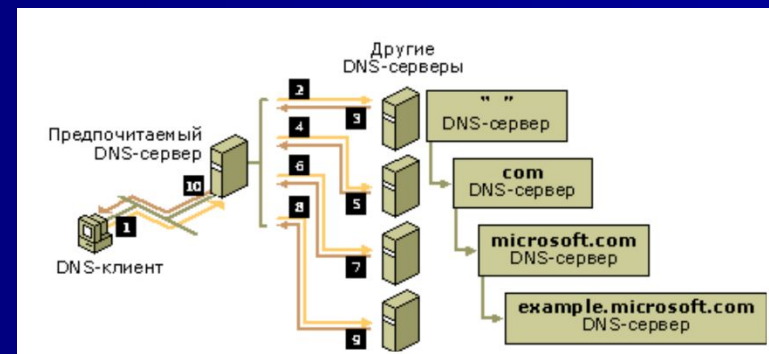 Другие
DNS-серверы
Предпочитаемый
DNS-сервер
10
1
DNS-клиент
2
3
4
5
6
7
8
9
" "
DNS-сервер
com
DNS-сервер
microsoft.com
DNS-сервер
example.microsoft.com
DNS-сервер